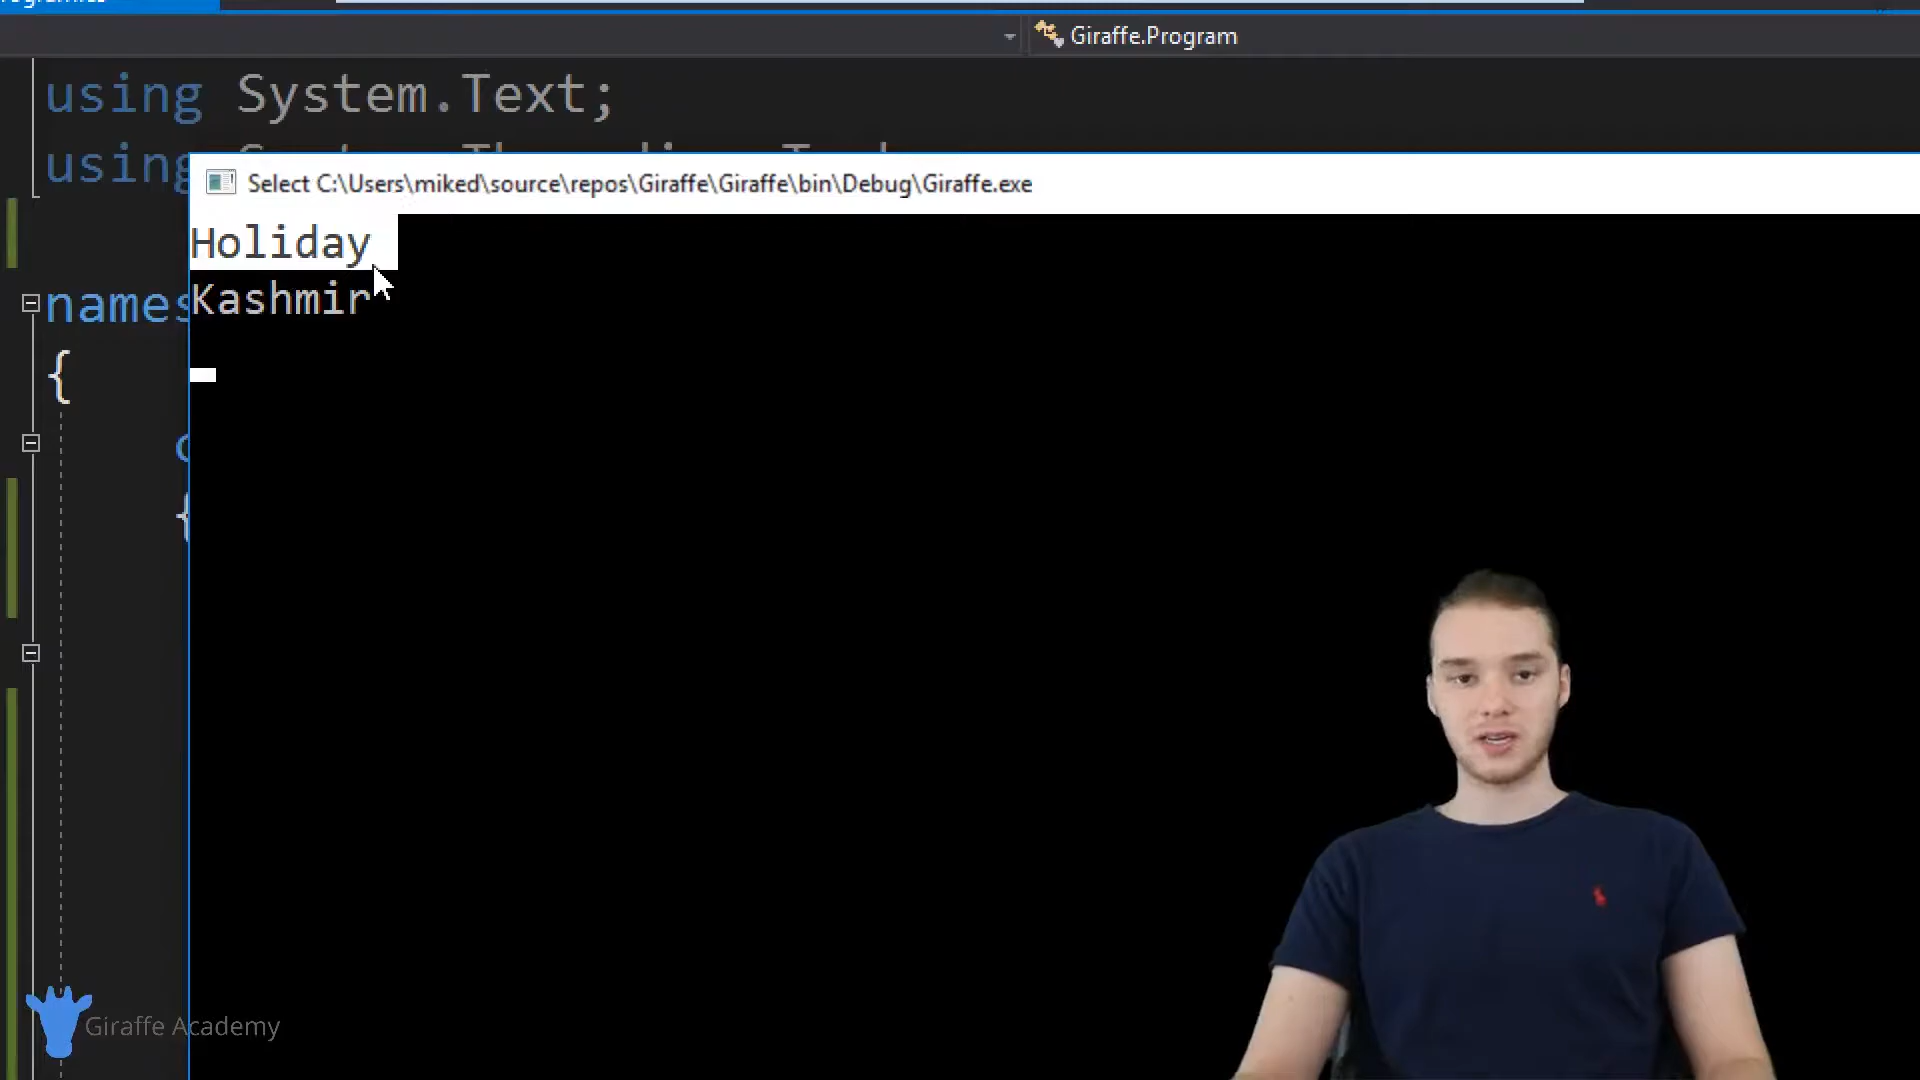 Giraffe.Program
using System.Text;
using
Select C:\Users\miked\source\repos\Giraffe\Giraffe\bin\Debug\Giraffe.exe
Holiday
Kashmir
{
{
Giraffe Academy